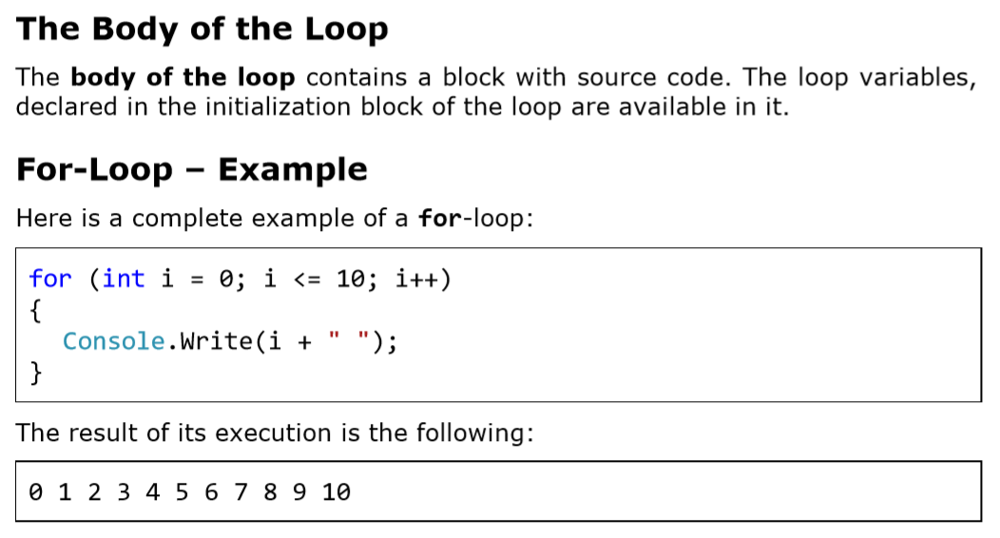 The Body of the Loop
The body of the loop contains a block with source code. The loop variables,
declared in the initialization block of the loop are available in it.
For-Loop – Example
Here is a complete example of a for-loop:
for (int i = 0; i <= 10; i++)
{
Console.Write(i + " ");
}
The result of its execution is the following:
0 1 2 3 4 5 6 7 8 9 10